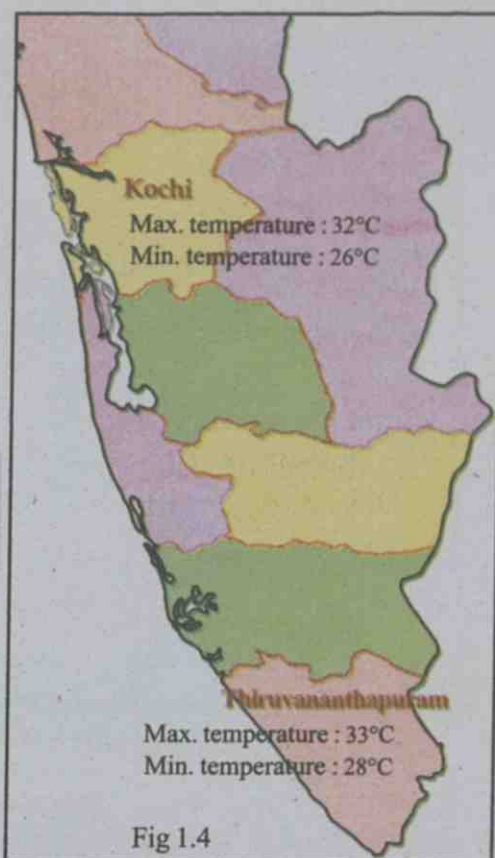 Kochi
Max. temperature : 32°C
Min. temperature : 26°C
Thiruvananthapuram
Max. temperature : 33°C
Min. temperature : 28°C
Fig 1.4